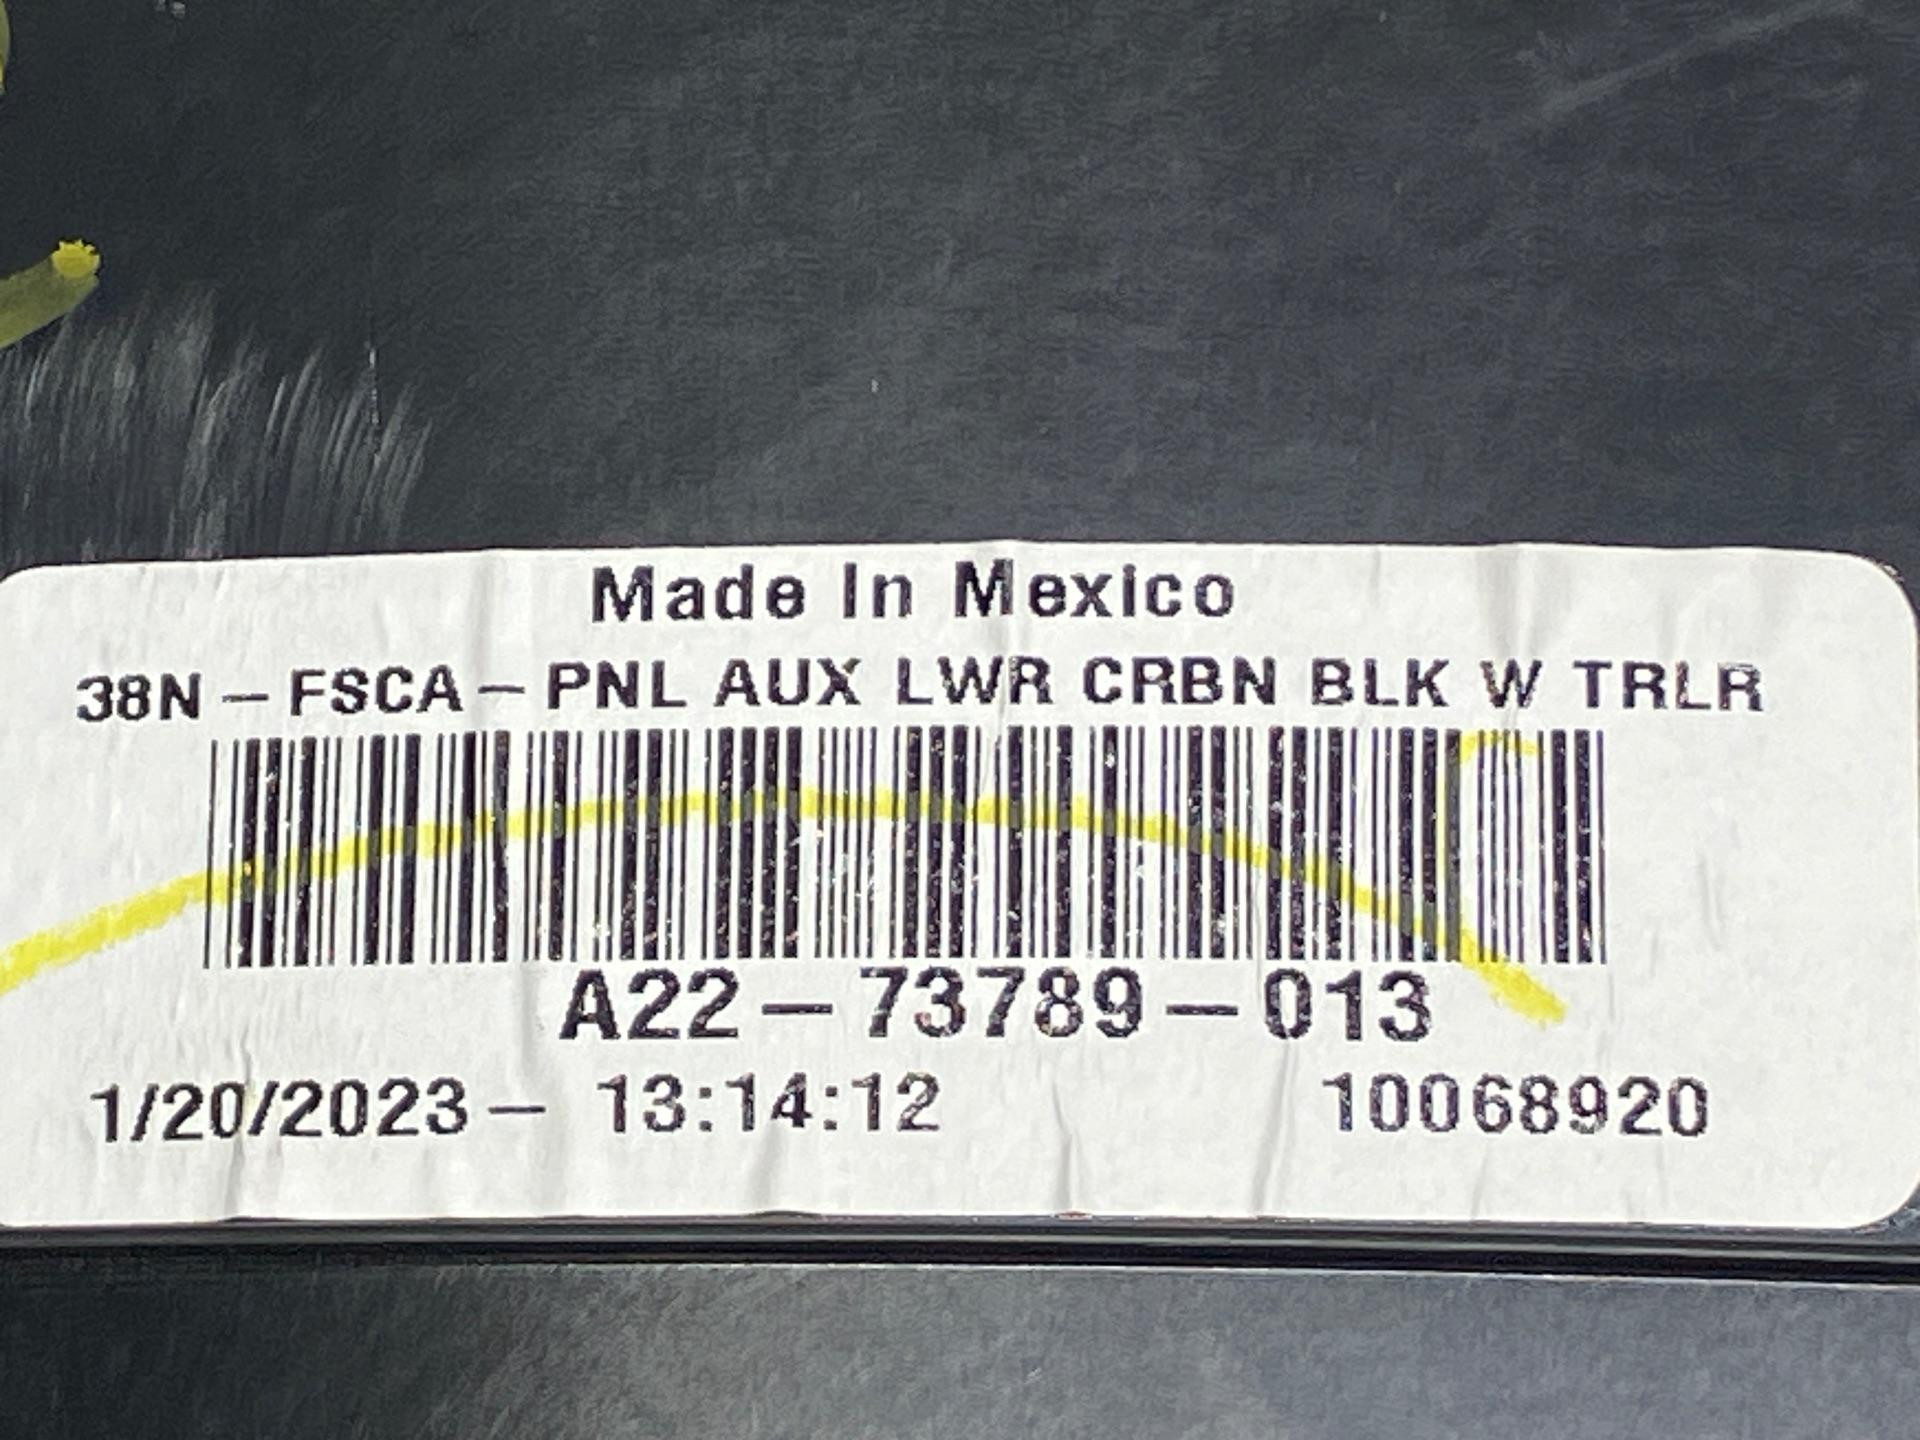 Made In Mexico
38N - FSCA - PNL AUX LWR CRBN BLK W TRLR
A22-73789-013
1/20/2023 - 13:14:12 10068920